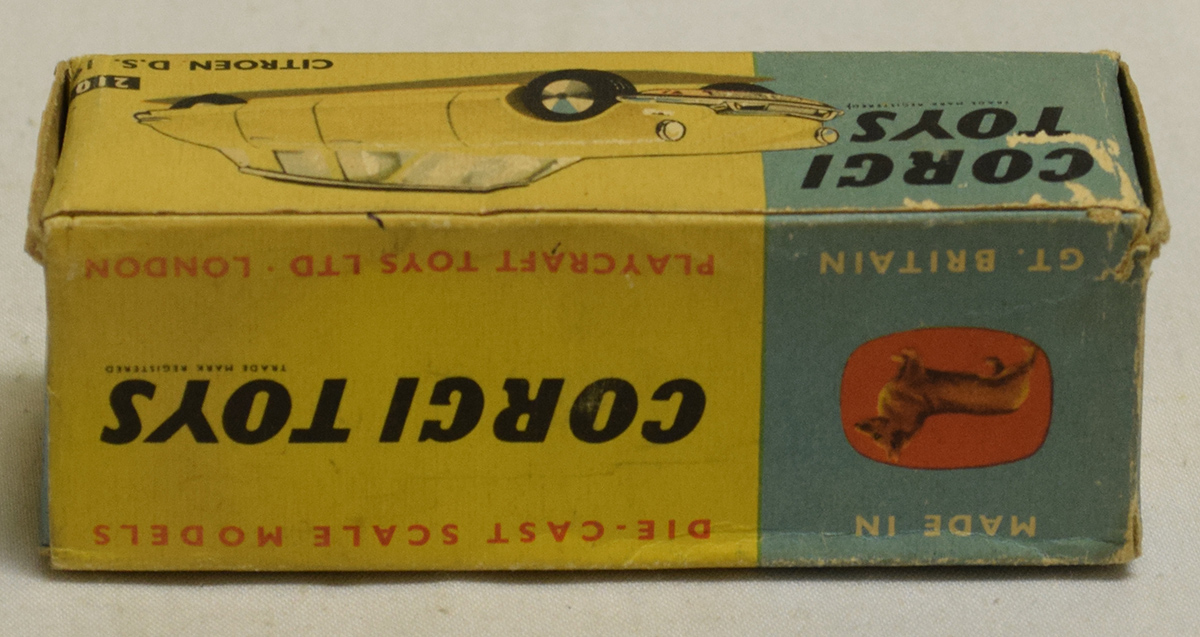 MADE IN
DIE-CAST SCALE MODELS
CORGI TOYS
TRADE MARK REGISTERED
GT. BRITAIN
PLAYCRAFT TOYS LTD · LONDON
CORGI
TOYS
TRADE MARK REGISTERED
210
CITROEN D.S.